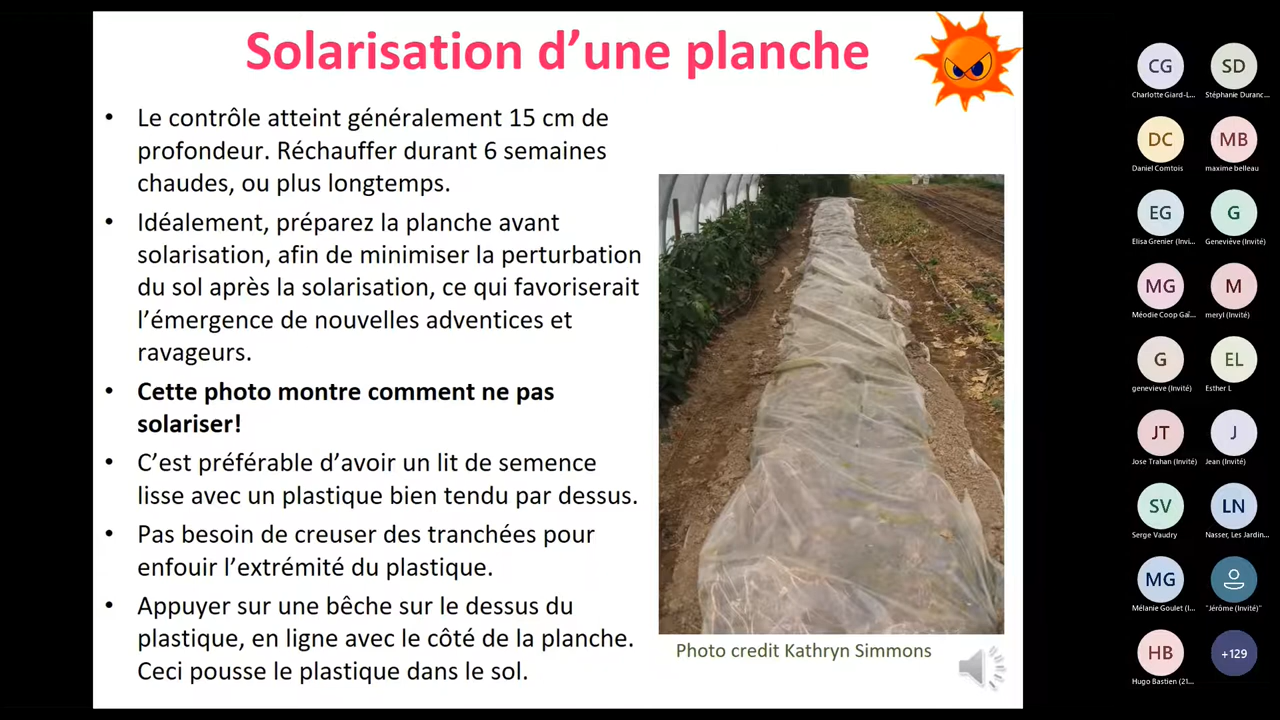 Solarisation d’une planche
• Le contrôle atteint généralement 15 cm de
profondeur. Réchauffer durant 6 semaines
chaudes, ou plus longtemps.
• Idéalement, préparez la planche avant
solarisation, afin de minimiser la perturbation
du sol après la solarisation, ce qui favoriserait
l’émergence de nouvelles adventices et
ravageurs.
• Cette photo montre comment ne pas
solariser!
• C’est préférable d’avoir un lit de semence
lisse avec un plastique bien tendu par dessus.
• Pas besoin de creuser des tranchées pour
enfouir l’extrémité du plastique.
• Appuyer sur une bêche sur le dessus du
plastique, en ligne avec le côté de la planche.
Ceci pousse le plastique dans le sol.
Photo credit Kathryn Simmons
CG SD
Charlotte Giard-L... Stéphanie Duranc...
DC MB
Daniel Comtois maxime belleau
EG G
Elisa Grenier (Invi... Geneviève (Invité)
MG M
Méodie Coop Gaï... meryl (Invité)
G EL
genevieve (Invité) Esther L
JT J
Jose Trahan (Invité) Jean (Invité)
SV LN
Serge Vaudry Nasser, Les Jardin...
MG
Mélanie Goulet (I... "Jérôme (Invité)"
HB +129
Hugo Bastien (21...